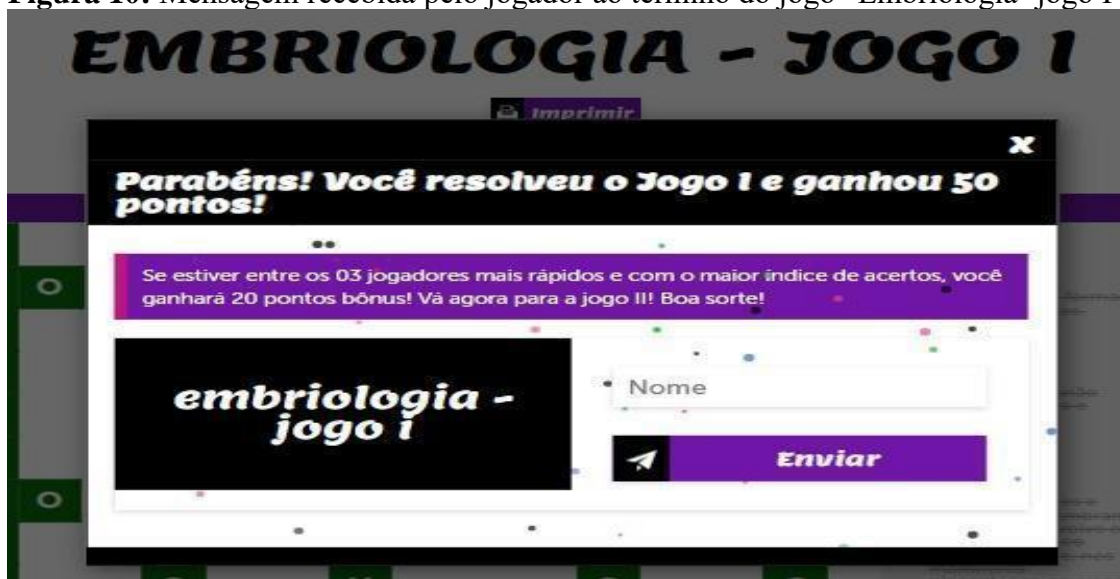 Figura 10: Mensagem recebida pelo jogador ao término do jogo "Embriologia- jogo I"
EMBRIOLOGIA - JOGO I
Imprimir
X
Parabéns! Você resolveu o Jogo I e ganhou 50
pontos!
Se estiver entre os 03 jogadores mais rápidos e com o maior índice de acertos, você
ganhará 20 pontos bônus! Vá agora para a jogo II! Boa sorte!
embriologia -
jogo I
Nome
Enviar
O
O